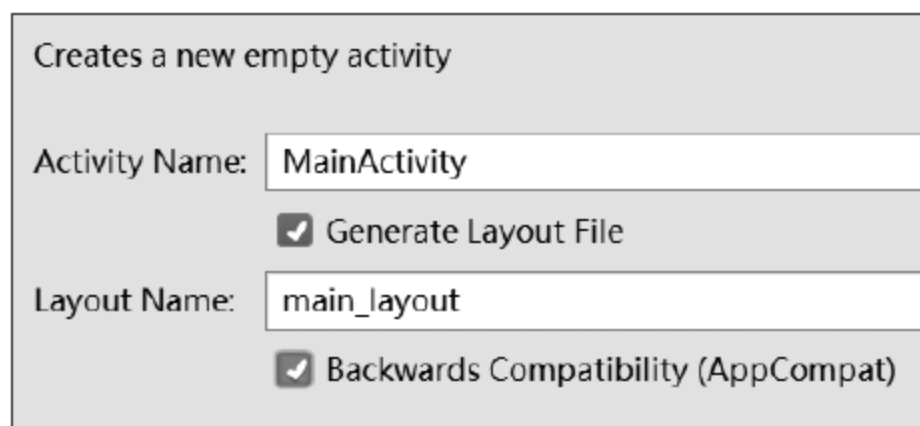 Creates a new empty activity
Activity Name: MainActivity
Generate Layout File
Layout Name: main_layout
Backwards Compatibility (AppCompat)